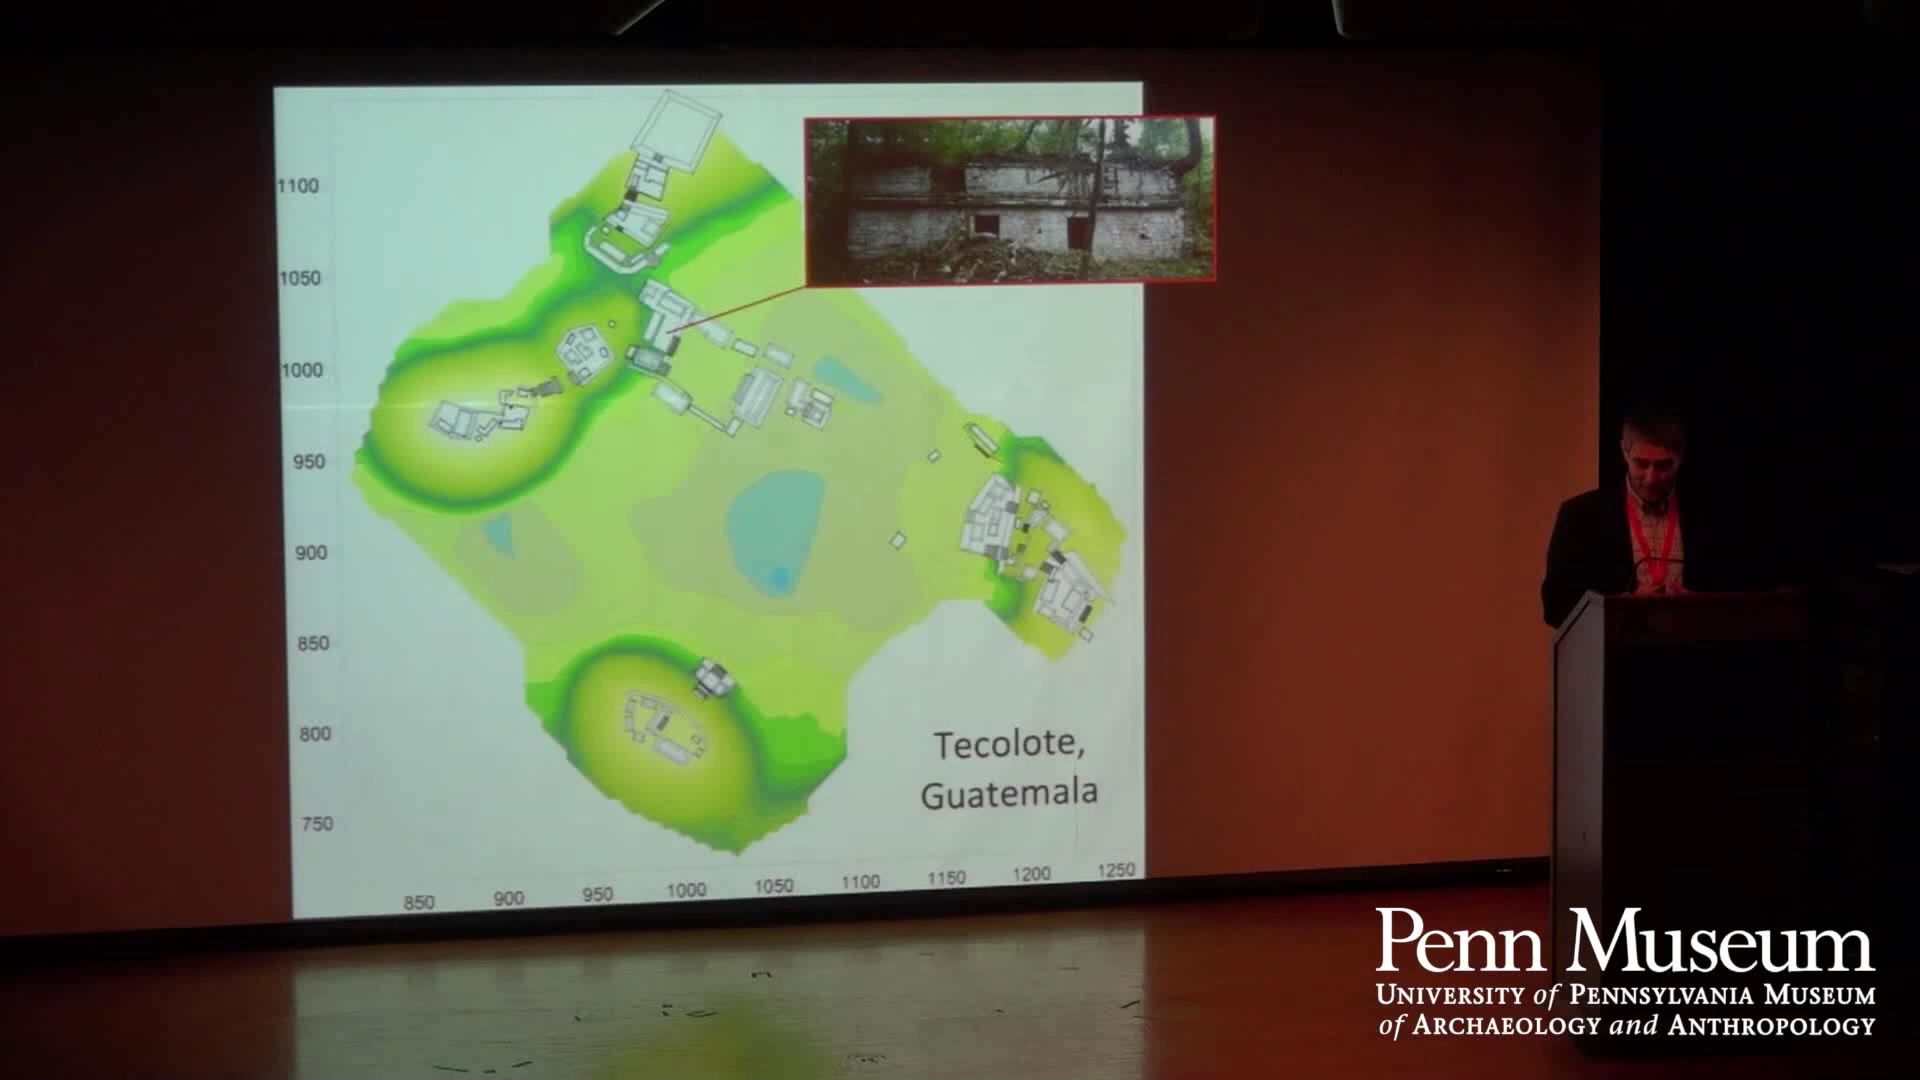 1100
1050
1000
950
900
850
800
750
Tecolote,
Guatemala
850 900 950 1000 1050 1100 1150 1200 1250
Penn Museum
UNIVERSITY of PENNSYLVANIA MUSEUM
of ARCHAEOLOGY and ANTHROPOLOGY